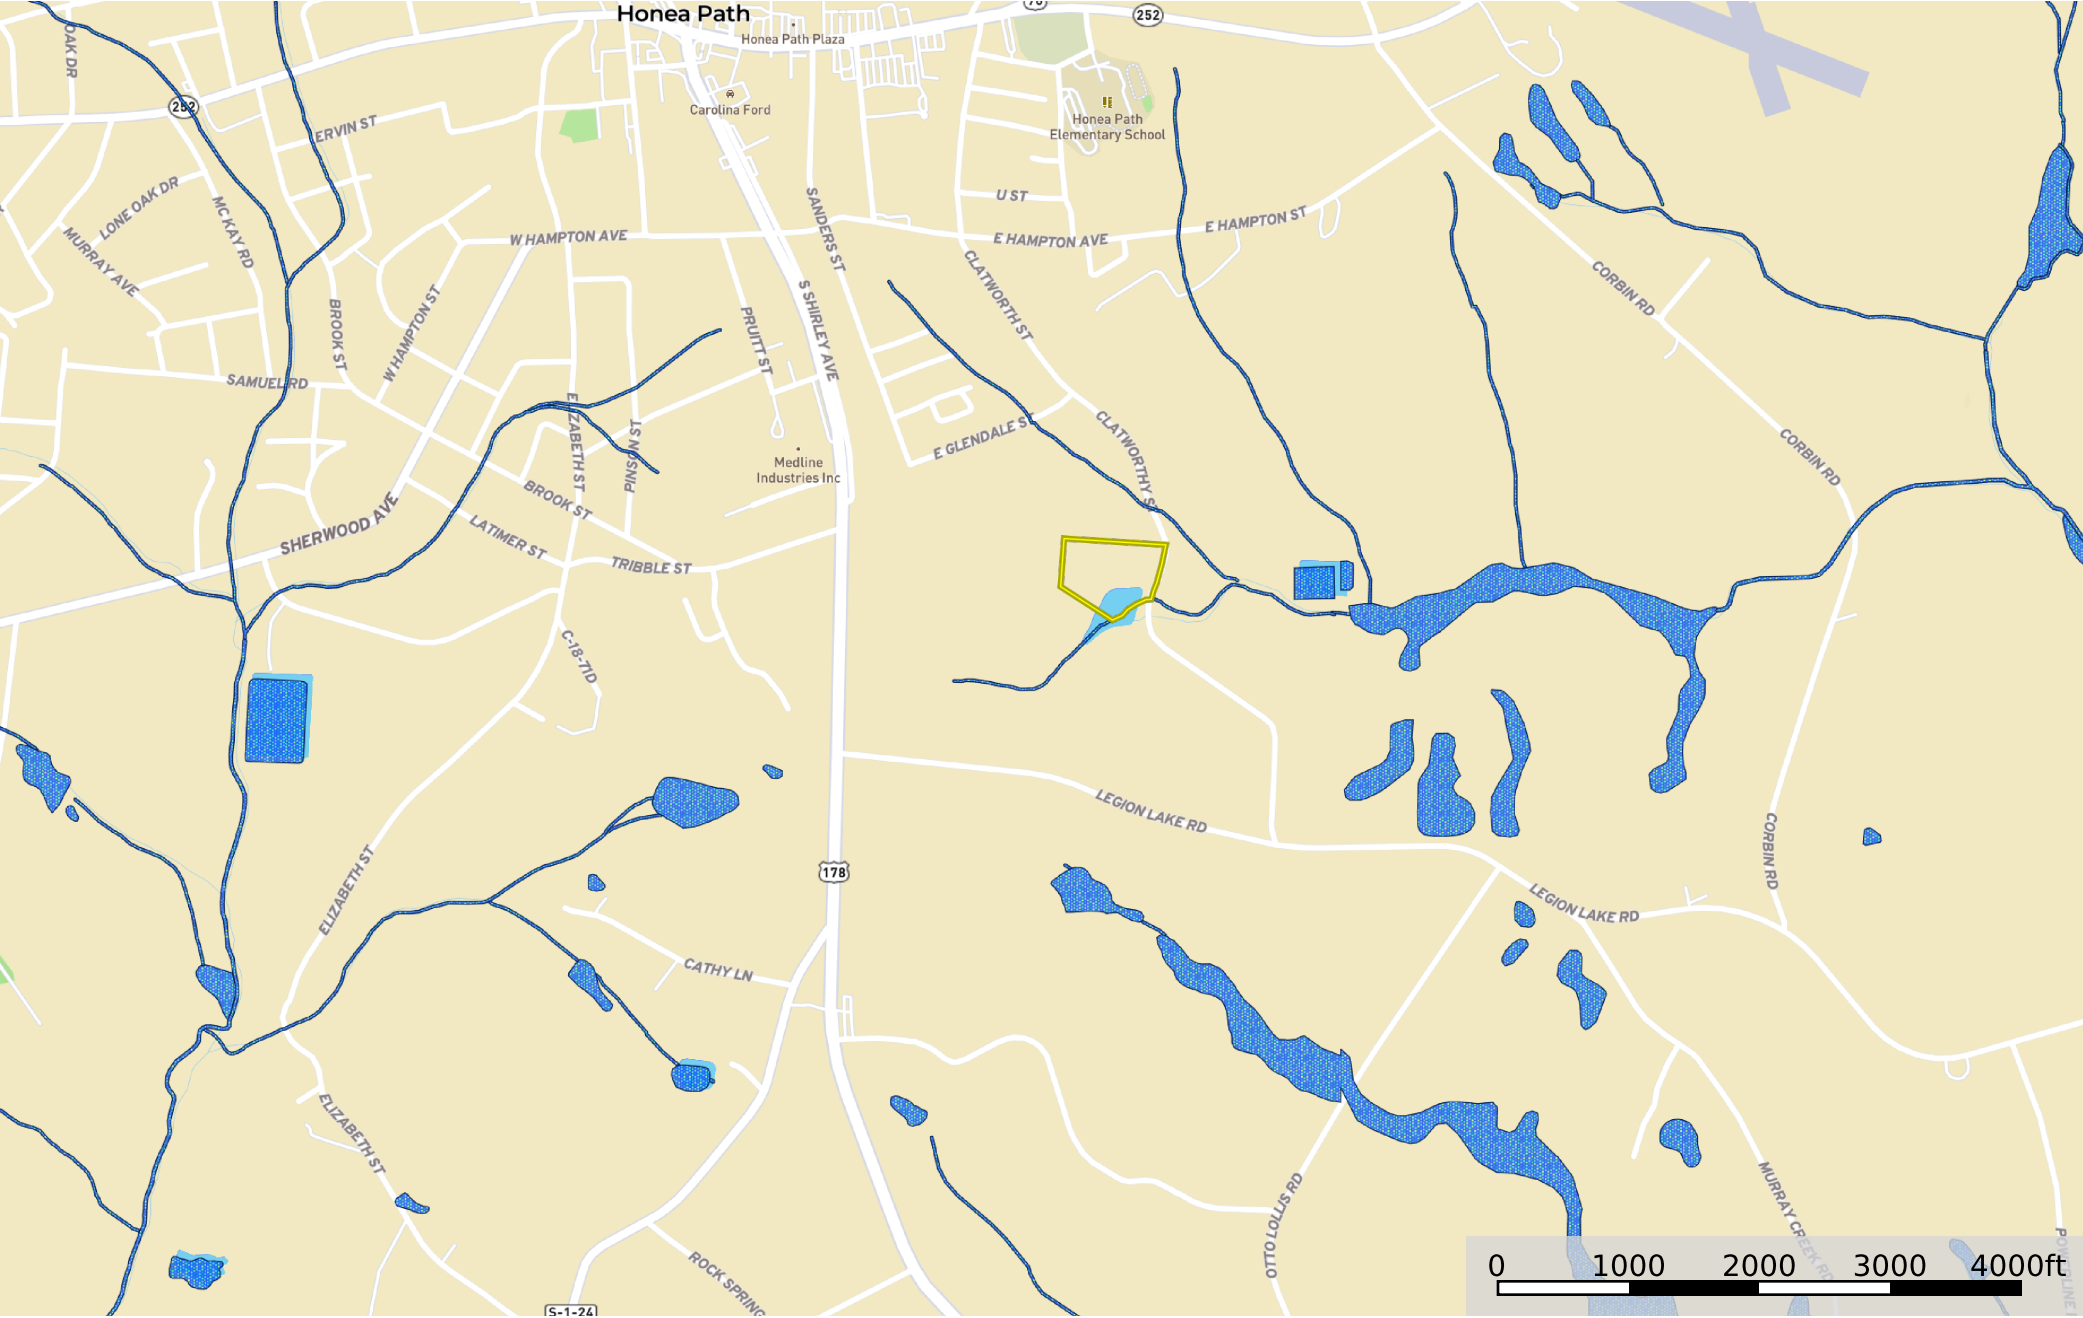 Honea Path
76
252
Honea Path Plaza
OAK DR
252
Carolina Ford
Honea Path
Elementary School
ERVIN ST
LONE OAK DR
MC KAY RD
MURRAY AVE
U ST
SANDERS ST
W HAMPTON AVE
E HAMPTON AVE
E HAMPTON ST
CLATWORTH ST
CORBIN RD
BROOK ST
W HAMPTON ST
PRUITT ST
S SHIRLEY AVE
SAMUEL RD
ELIZABETH ST
PINSON ST
E GLENDALE ST
CLATWORTHY ST
CORBIN RD
Medline
Industries Inc
BROOK ST
SHERWOOD AVE
LATIMER ST
TRIBBLE ST
C-18-71D
LEGION LAKE RD
CORBIN RD
ELIZABETH ST
178
LEGION LAKE RD
CATHY LN
ELIZABETH ST
OTTO LOLLIS RD
MURRAY CREEK RD
ROCK SPRING
S-1-24
0 1000 2000 3000 4000ft